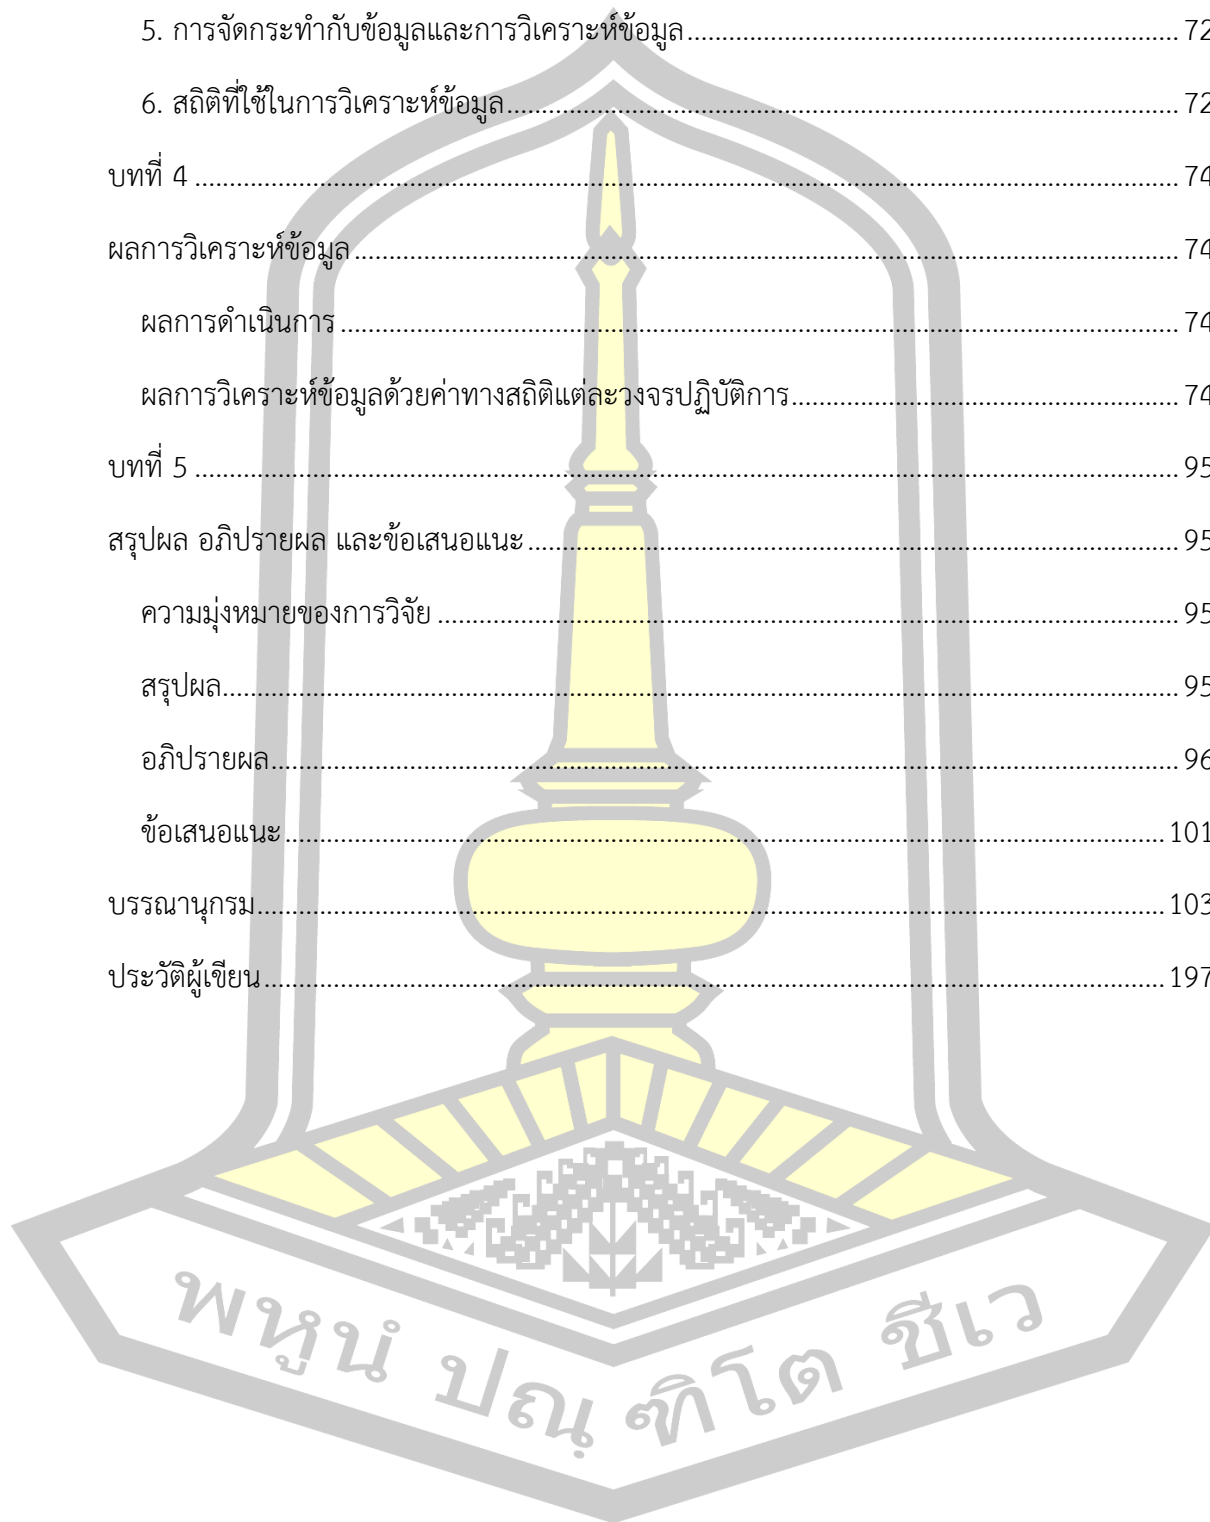 5. การจัดกระทำกับข้อมูลและการวิเคราะห์ข้อมูล ........................................................................ 72
6. สถิติที่ใช้ในการวิเคราะห์ข้อมูล ................................................................................................. 72
บทที่ 4 ........................................................................................................................ 74
ผลการวิเคราะห์ข้อมูล ........................................................................................................ 74
ผลการดำเนินการ ........................................................................................................ 74
ผลการวิเคราะห์ข้อมูลด้วยค่าทางสถิติแต่ละวงจรปฏิบัติการ ........................................................ 74
บทที่ 5 ........................................................................................................................ 95
สรุปผล อภิปรายผล และข้อเสนอแนะ ................................................................................ 95
ความมุ่งหมายของการวิจัย ................................................................................................ 95
สรุปผล ........................................................................................................................ 95
อภิปรายผล ................................................................................................................ 96
ข้อเสนอแนะ ................................................................................................................ 101
บรรณานุกรม ................................................................................................................ 103
ประวัติผู้เขียน ................................................................................................................ 197
พหูนํ ปณฺฑิโต ชีเว